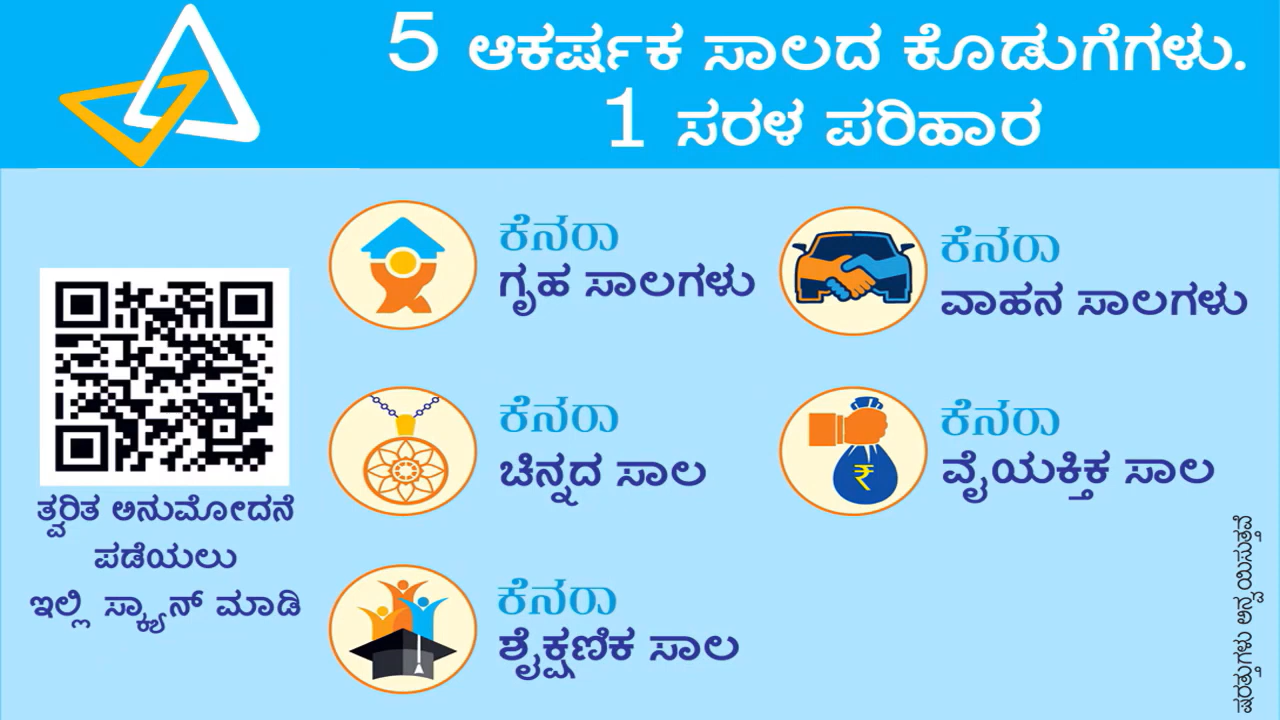 5 ಆಕರ್ಷಕ ಸಾಲದ ಕೊಡುಗೆಗಳು.
1 ಸರಳ ಪರಿಹಾರ
ಕೆನರಾ
ಗೃಹ ಸಾಲಗಳು
ಕೆನರಾ
ವಾಹನ ಸಾಲಗಳು
ಕೆನರಾ
ಚಿನ್ನದ ಸಾಲ
ಕೆನರಾ
ವೈಯಕ್ತಿಕ ಸಾಲ
₹
ಕೆನರಾ
ಶೈಕ್ಷಣಿಕ ಸಾಲ
ತ್ವರಿತ ಅನುಮೋದನೆ
ಪಡೆಯಲು
ಇಲ್ಲಿ ಸ್ಕ್ಯಾನ್ ಮಾಡಿ
ಷರತ್ತುಗಳು ಅನ್ವಯಿಸುತ್ತವೆ